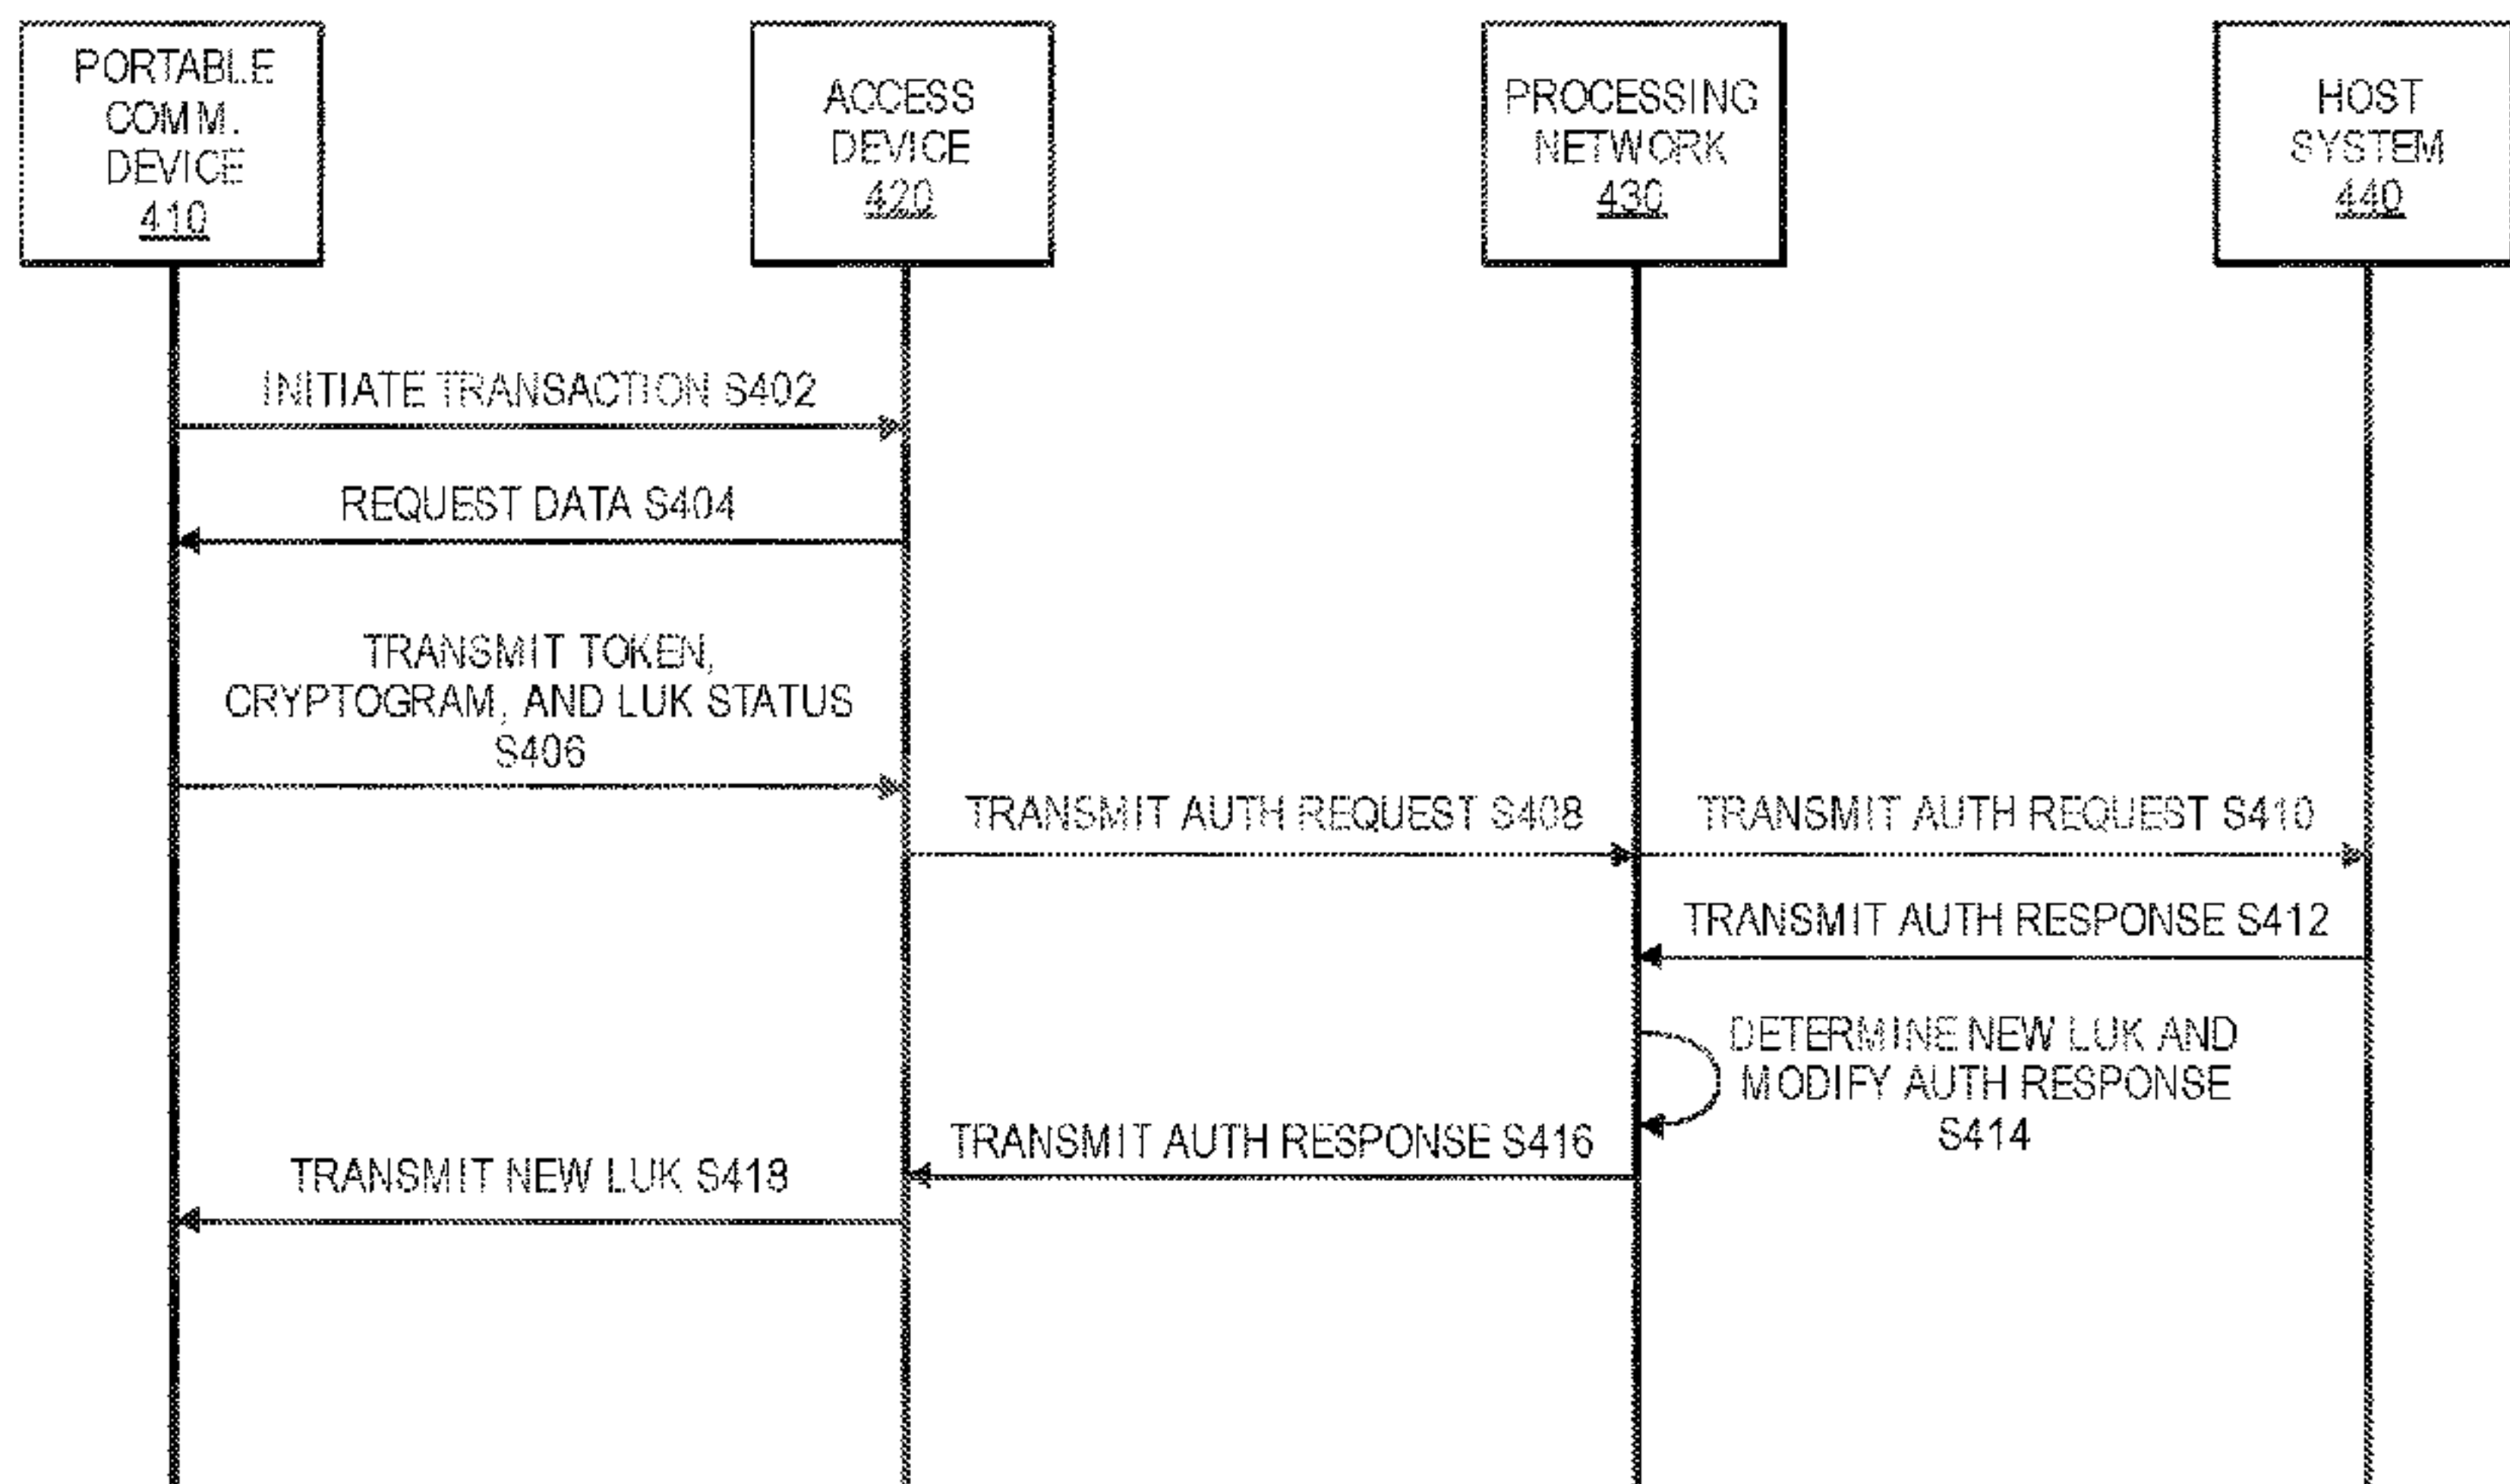 PORTABLE
COMM.
DEVICE
410
ACCESS
DEVICE
420
PROCESSING
NETWORK
430
HOST
SYSTEM
440
INITIATE TRANSACTION S402
REQUEST DATA S404
TRANSMIT TOKEN,
CRYPTOGRAM, AND LUK STATUS
S406
TRANSMIT AUTH REQUEST S408
TRANSMIT AUTH REQUEST S410
TRANSMIT AUTH RESPONSE S412
DETERMINE NEW LUK AND
MODIFY AUTH RESPONSE
S414
TRANSMIT AUTH RESPONSE S416
TRANSMIT NEW LUK S418